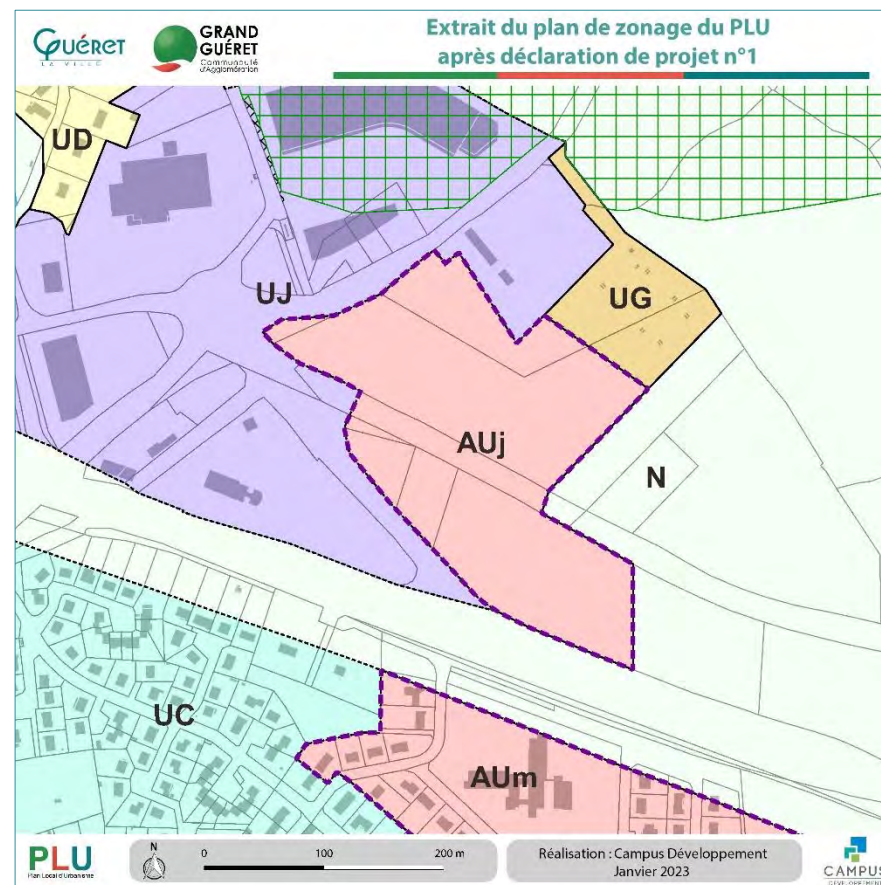 Guéret
LA VILLE
GRAND
GUÉRET
Communauté
d'Agglomération
Extrait du plan de zonage du PLU
après déclaration de projet n°1
UD
UJ
UG
AUj
N
UC
AUm
PLU
Plan Local d'Urbanisme
N
0 100 200 m
Réalisation : Campus Développement
Janvier 2023
CAMPUS
DÉVELOPPEMENT